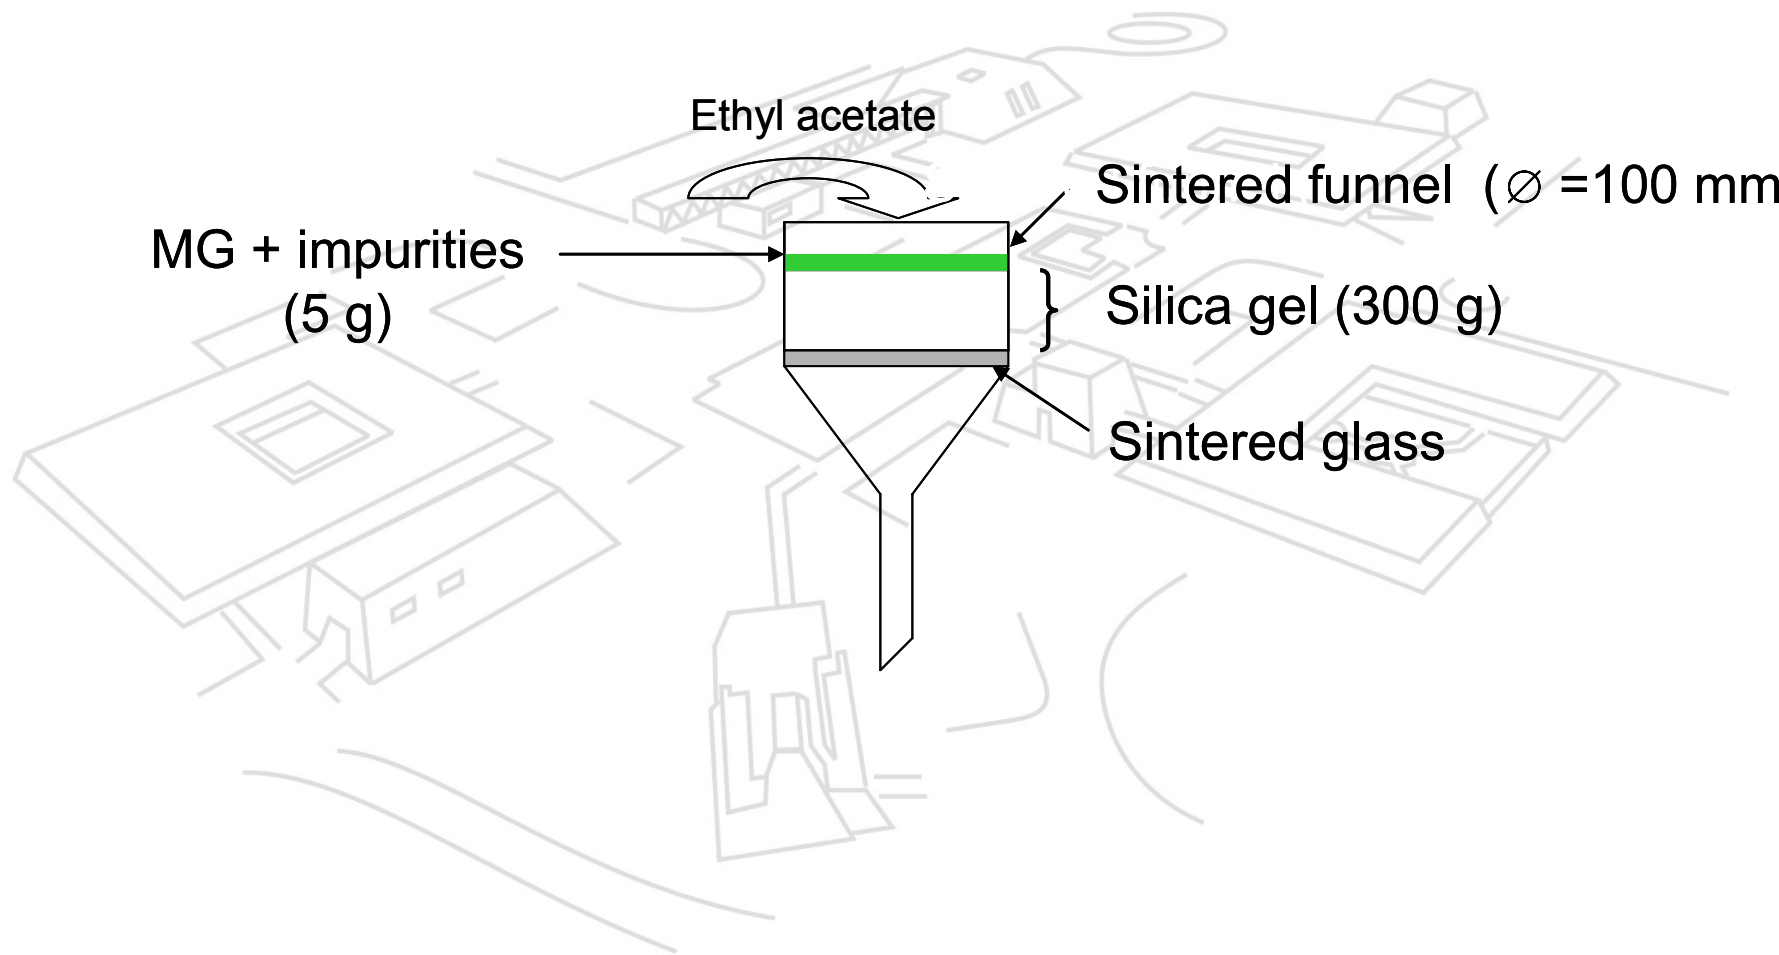 Ethyl acetate
Sintered funnel (∅ =100 mm
MG + impurities
(5 g)
Silica gel (300 g)
Sintered glass